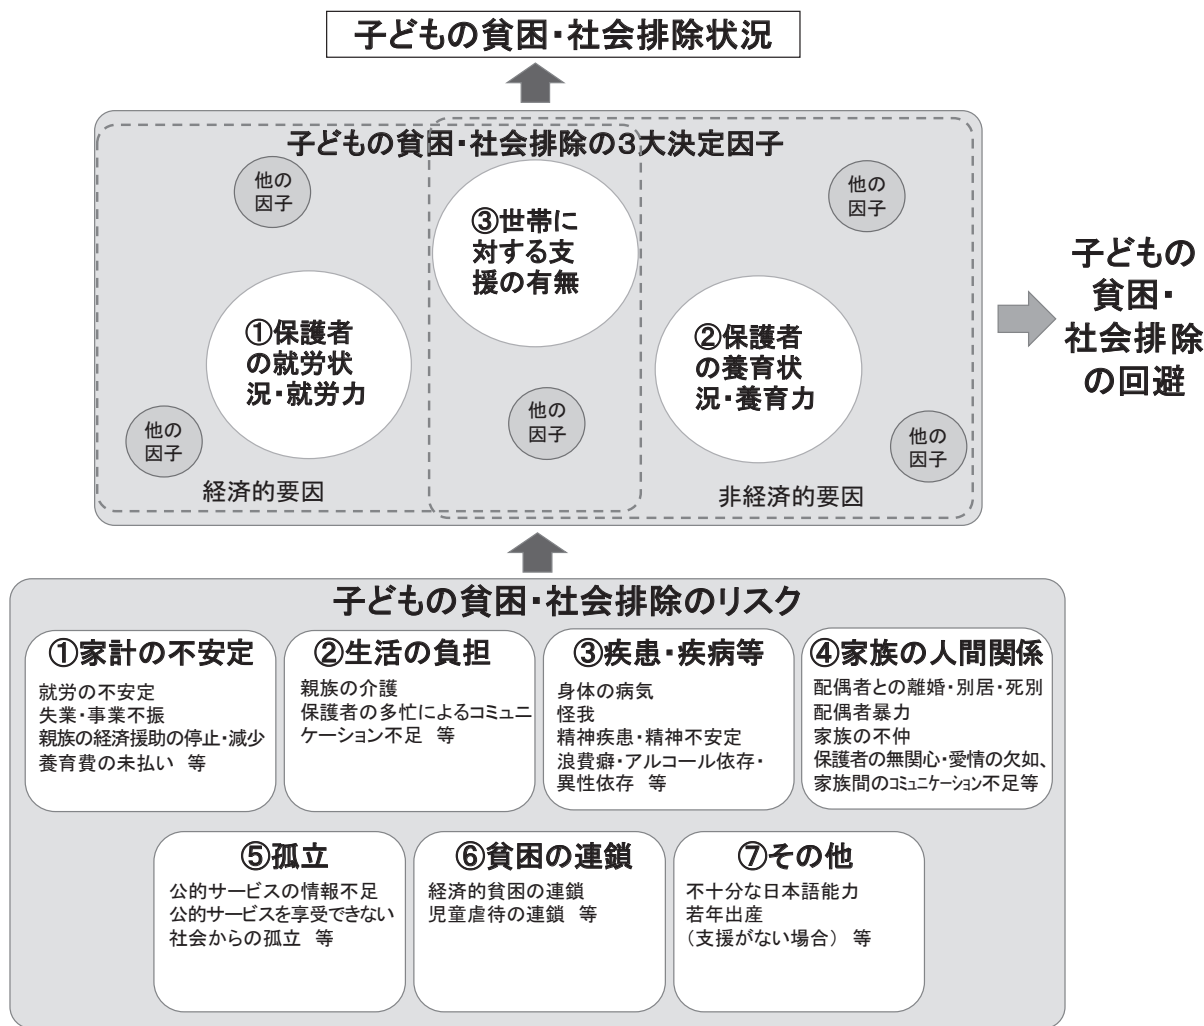 子どもの貧困・社会排除状況
子どもの貧困・社会排除の3大決定因子
他の
因子
③世帯に
対する支
援の有無
他の
因子
①保護者
の就労状
況・就労力
②保護者
の養育状
況・養育力
他の
因子
他の
因子
他の
因子
経済的要因
非経済的要因
子どもの
貧困・
社会排除
の回避
子どもの貧困・社会排除のリスク
①家計の不安定
就労の不安定
失業・事業不振
親族の経済援助の停止・減少
養育費の未払い 等
②生活の負担
親族の介護
保護者の多忙によるコミュニ
ケーション不足 等
③疾患・疾病等
身体の病気
怪我
精神疾患・精神不安定
浪費癖・アルコール依存・
異性依存 等
④家族の人間関係
配偶者との離婚・別居・死別
配偶者暴力
家族の不仲
保護者の無関心・愛情の欠如、
家族間のコミュニケーション不足等
⑤孤立
公的サービスの情報不足
公的サービスを享受できない
社会からの孤立 等
⑥貧困の連鎖
経済的貧困の連鎖
児童虐待の連鎖 等
⑦その他
不十分な日本語能力
若年出産
(支援がない場合) 等